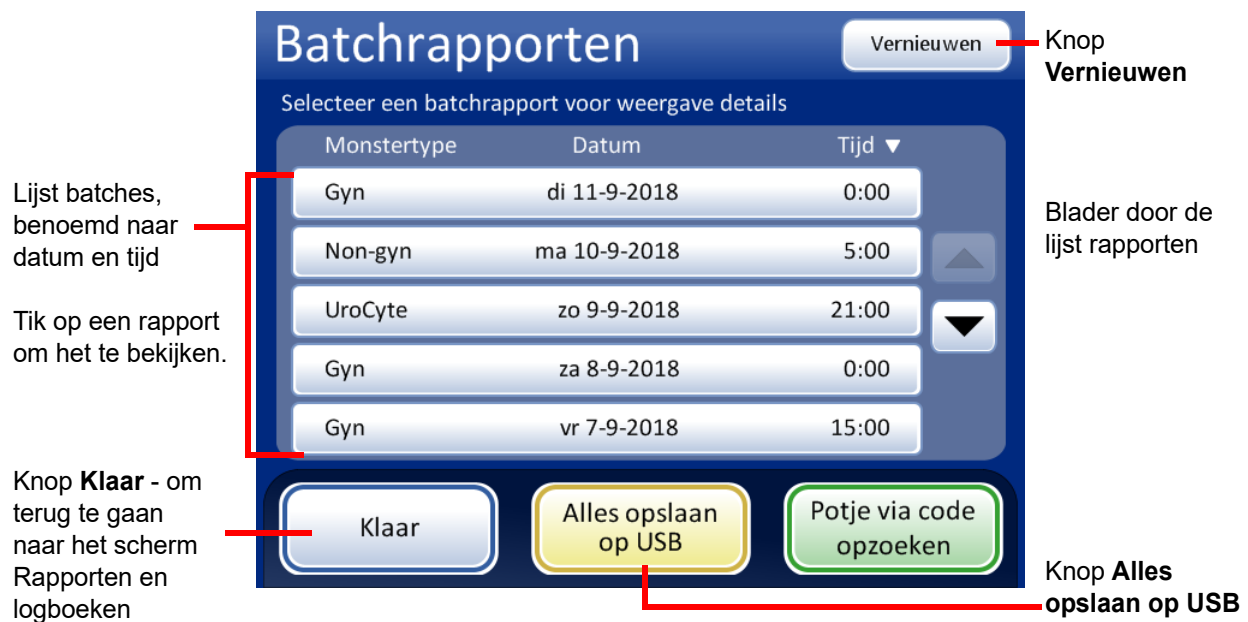 Batchrapporten
Vernieuwen
Knop
Vernieuwen
Selecteer een batchrapport voor weergave details
Monstertype Datum Tijd ▼
Gyn di 11-9-2018 0:00
Non-gyn ma 10-9-2018 5:00
UroCyte zo 9-9-2018 21:00
Gyn za 8-9-2018 0:00
Gyn vr 7-9-2018 15:00
Lijst batches,
benoemd naar
datum en tijd
Tik op een rapport
om het te bekijken.
Blader door de
lijst rapporten
Knop Klaar - om
terug te gaan
naar het scherm
Rapporten en
logboeken
Klaar
Alles opslaan
op USB
Potje via code
opzoeken
Knop Alles
opslaan op USB